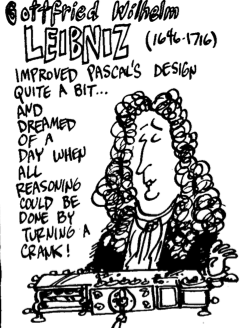 Gottfried Wilhelm
LEIBNIZ (1646-1716)
IMPROVED PASCAL'S DESIGN
QUITE A BIT...
AND
DREAMED
OF A
DAY WHEN
ALL
REASONING
COULD BE
DONE BY
TURNING A
CRANK!